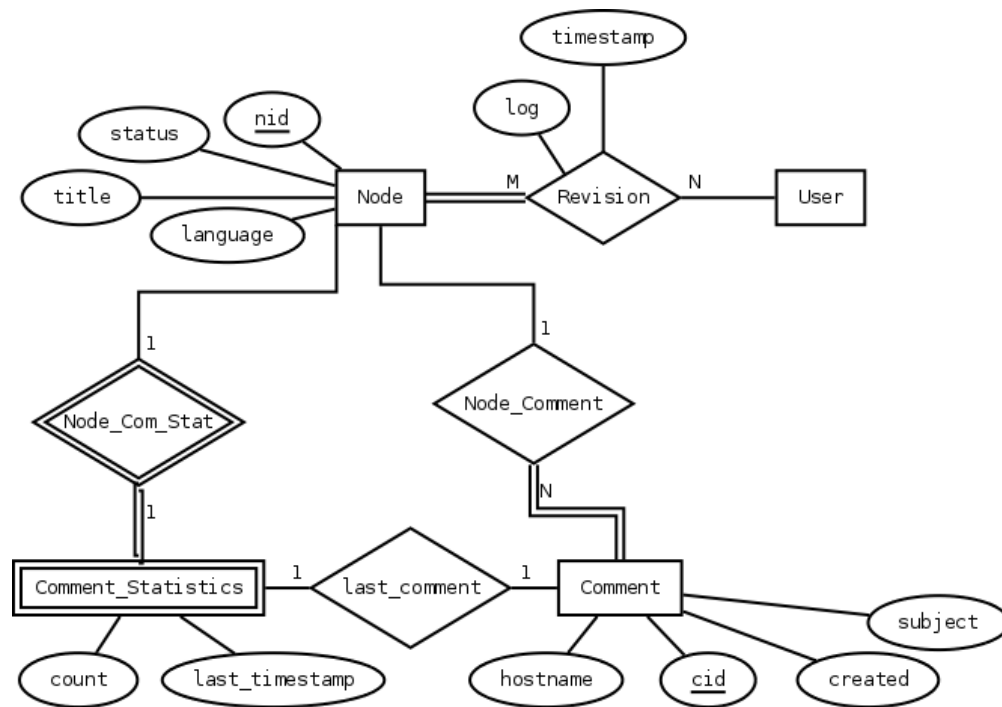 timestamp
log
nid
status
title
language
Node
M
Revision
N
User
1
1
Node_Com_Stat
Node_Comment
1
N
Comment_Statistics
1
last_comment
1
Comment
subject
count
last_timestamp
hostname
cid
created